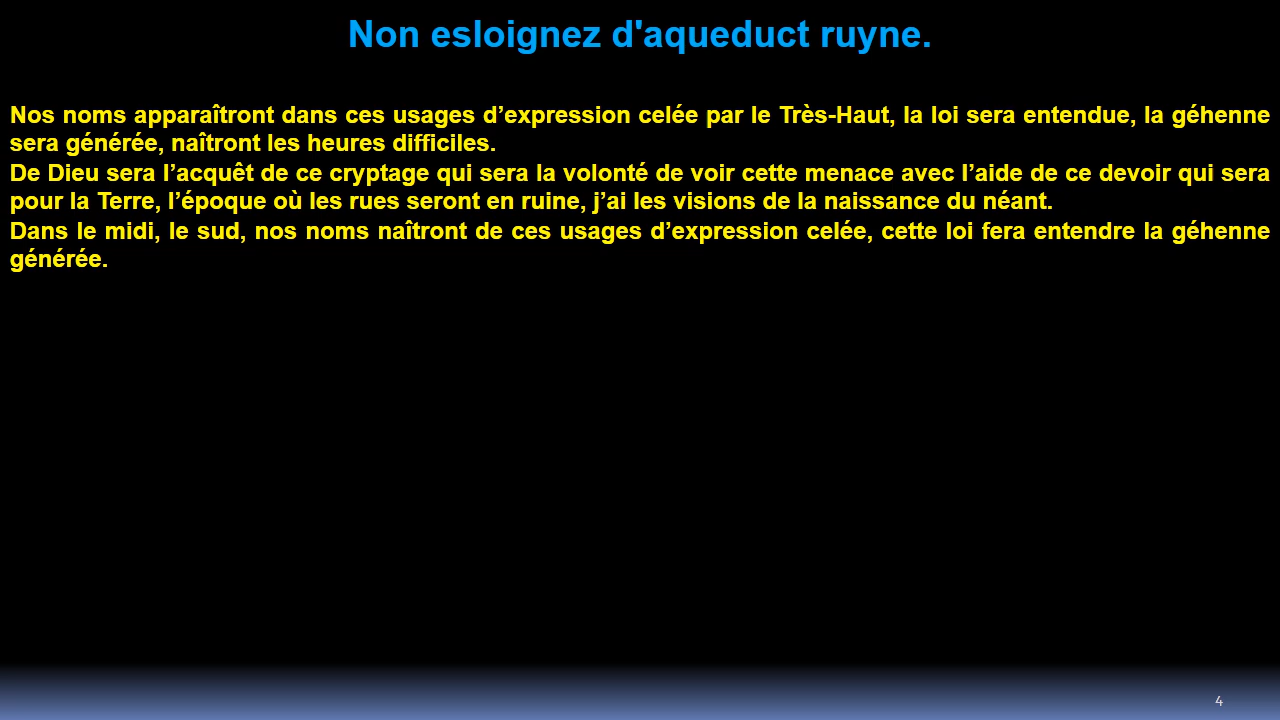 Non esloignez d'aqueduct ruyne.
Nos noms apparaîtront dans ces usages d’expression celée par le Très-Haut, la loi sera entendue, la géhenne
sera générée, naîtront les heures difficiles.
De Dieu sera l’acquêt de ce cryptage qui sera la volonté de voir cette menace avec l’aide de ce devoir qui sera
pour la Terre, l’époque où les rues seront en ruine, j’ai les visions de la naissance du néant.
Dans le midi, le sud, nos noms naîtront de ces usages d’expression celée, cette loi fera entendre la géhenne
générée.
4